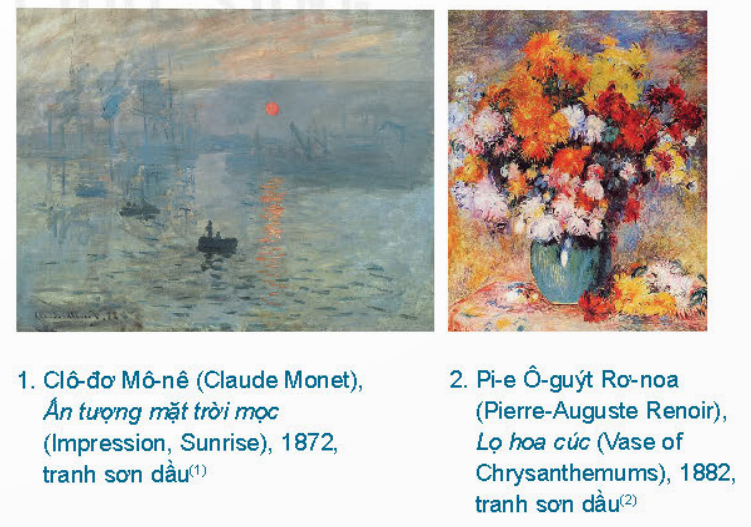 1. Clô-đơ Mô-nê (Claude Monet),
Ấn tượng mặt trời mọc
(Impression, Sunrise), 1872,
tranh sơn dầu(1)
2. Pi-e Ô-guýt Rơ-noa
(Pierre-Auguste Renoir),
Lọ hoa cúc (Vase of
Chrysanthemums), 1882,
tranh sơn dầu(2)